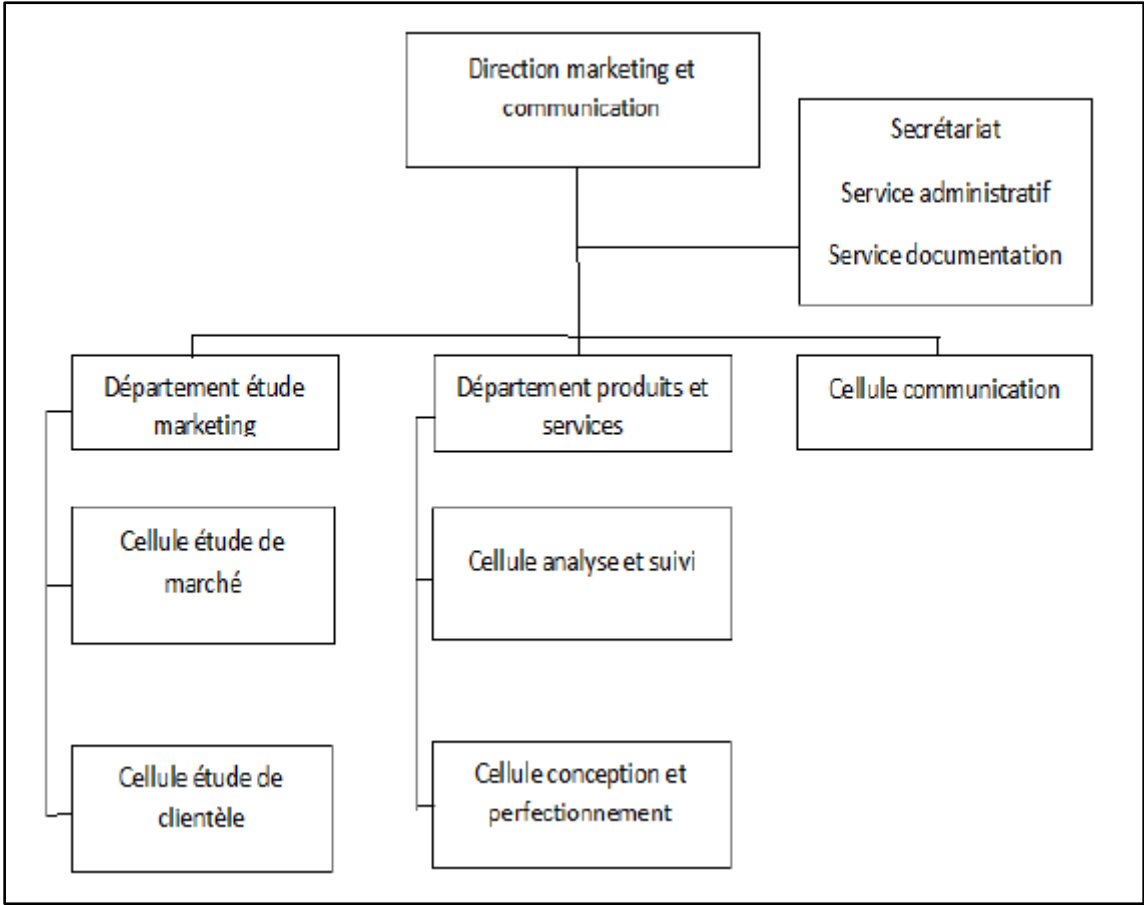 Direction marketing et
communication
Secrétariat
Service administratif
Service documentation
Département étude
marketing
Département produits et
services
Cellule communication
Cellule étude de
marché
Cellule analyse et suivi
Cellule étude de
clientèle
Cellule conception et
perfectionnement